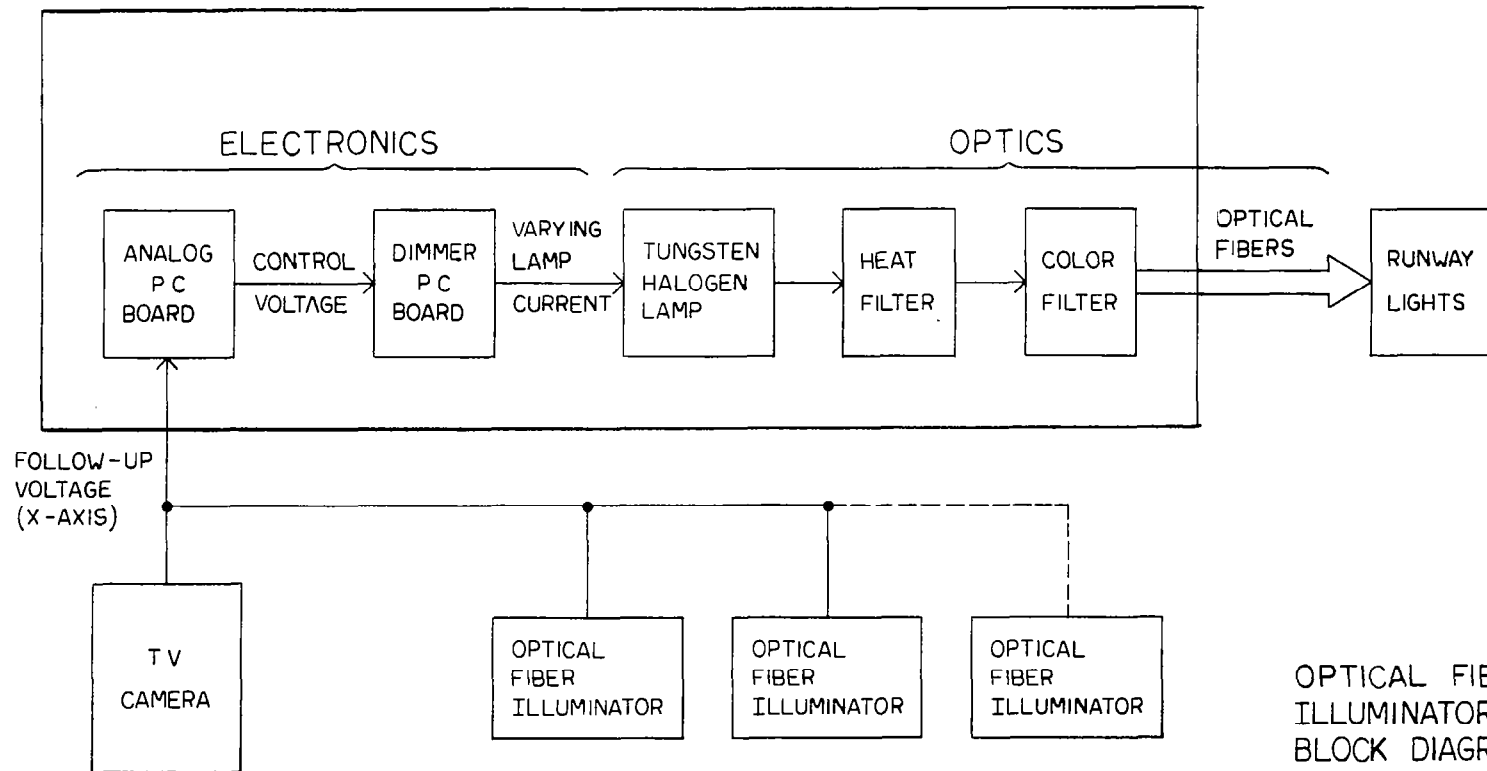 ELECTRONICS
OPTICS
ANALOG
PC
BOARD
CONTROL
VOLTAGE
DIMMER
PC
BOARD
VARYING
LAMP
CURRENT
TUNGSTEN
HALOGEN
LAMP
HEAT
FILTER
COLOR
FILTER
OPTICAL
FIBERS
RUNWAY
LIGHTS
FOLLOW-UP
VOLTAGE
(X-AXIS)
TV
CAMERA
OPTICAL
FIBER
ILLUMINATOR
OPTICAL
FIBER
ILLUMINATOR
OPTICAL
FIBER
ILLUMINATOR
OPTICAL
ILLUMINATOR
BLOCK